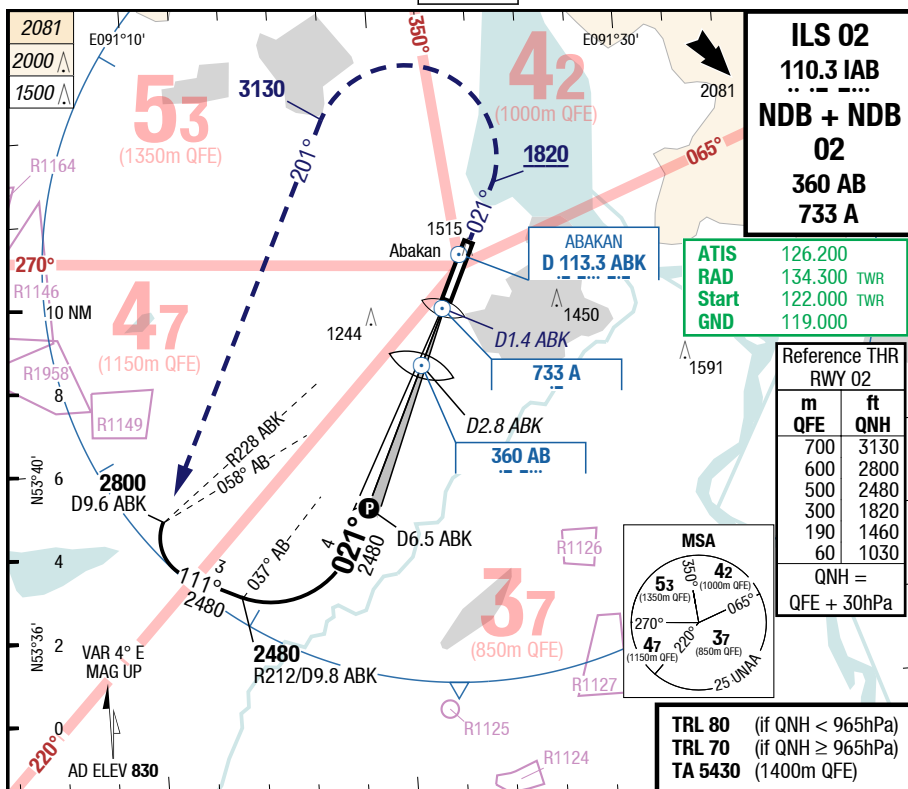 2081
2000
1500
E091°10'
E091°30'
350°
53
(1350m QFE)
3130
42
(1000m QFE)
2081
ILS 02
110.3 IAB
NDB + NDB
02
360 AB
733 A
R1164
201°
1820
065°
021°
1515
Abakan
ABAKAN
D 113.3 ABK
ATIS 126.200
RAD 134.300 TWR
Start 122.000 TWR
GND 119.000
270°
R1146
10 NM
47
(1150m QFE)
1244
1450
D1.4 ABK
733 A
1591
R1958
8
R1149
R228 ABK
058° AB
D2.8 ABK
360 AB
Reference THR
RWY 02
m ft
QFE QNH
700 3130
600 2800
500 2480
300 1820
190 1460
60 1030
QNH =
QFE + 30hPa
N53°40'
6
2800
D9.6 ABK
037° AB
4
021°
2480
D6.5 ABK
P
4
3
111°
2480
R1126
37
(850m QFE)
MSA
53
(1350m QFE)
350°
42
(1000m QFE)
065°
270°
220°
47
(1150m QFE)
37
(850m QFE)
25 UNAA
N53°36'
2
VAR 4° E
MAG UP
2480
R212/D9.8 ABK
R1127
0
R1125
220°
AD ELEV 830
R1124
TRL 80 (if QNH < 965hPa)
TRL 70 (if QNH ≥ 965hPa)
TA 5430 (1400m QFE)